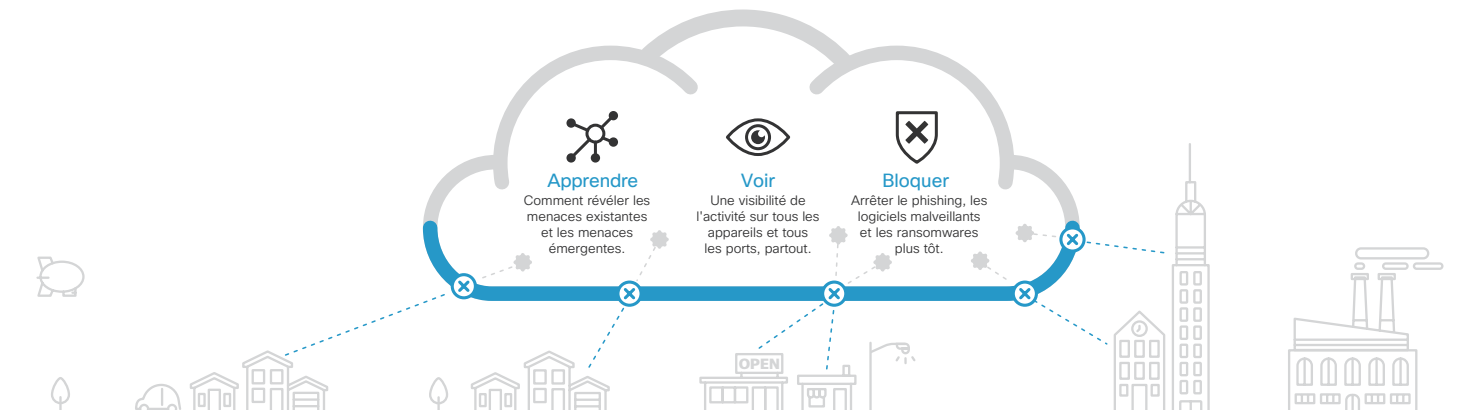 Apprendre
Comment révéler les
menaces existantes
et les menaces
émergentes.
Voir
Une visibilité de
l'activité sur tous les
appareils et tous
les ports, partout.
Bloquer
Arrêter le phishing, les
logiciels malveillants
et les ransomwares
plus tôt.
OPEN